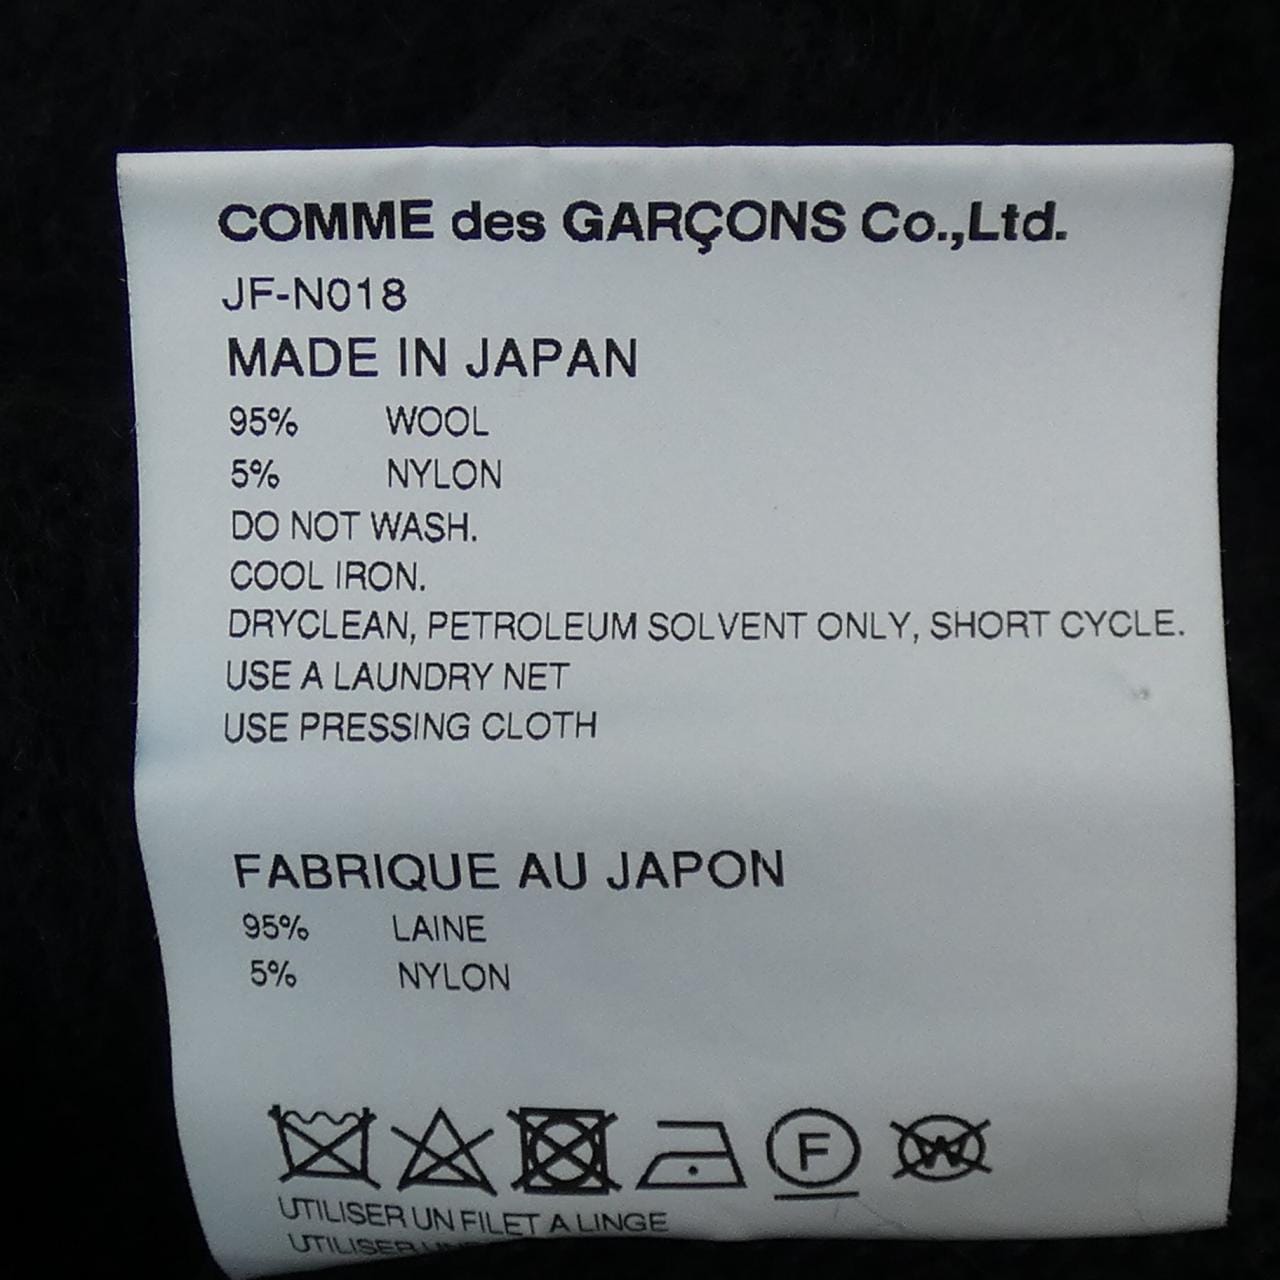 COMME des GARÇONS Co.,Ltd.
JF-N018
MADE IN JAPAN
95% WOOL
5% NYLON
DO NOT WASH.
COOL IRON.
DRYCLEAN, PETROLEUM SOLVENT ONLY, SHORT CYCLE.
USE A LAUNDRY NET
USE PRESSING CLOTH
FABRIQUE AU JAPON
95% LAINE
5% NYLON
F W
UTILISER UN FILET A LINGE
UTILISER